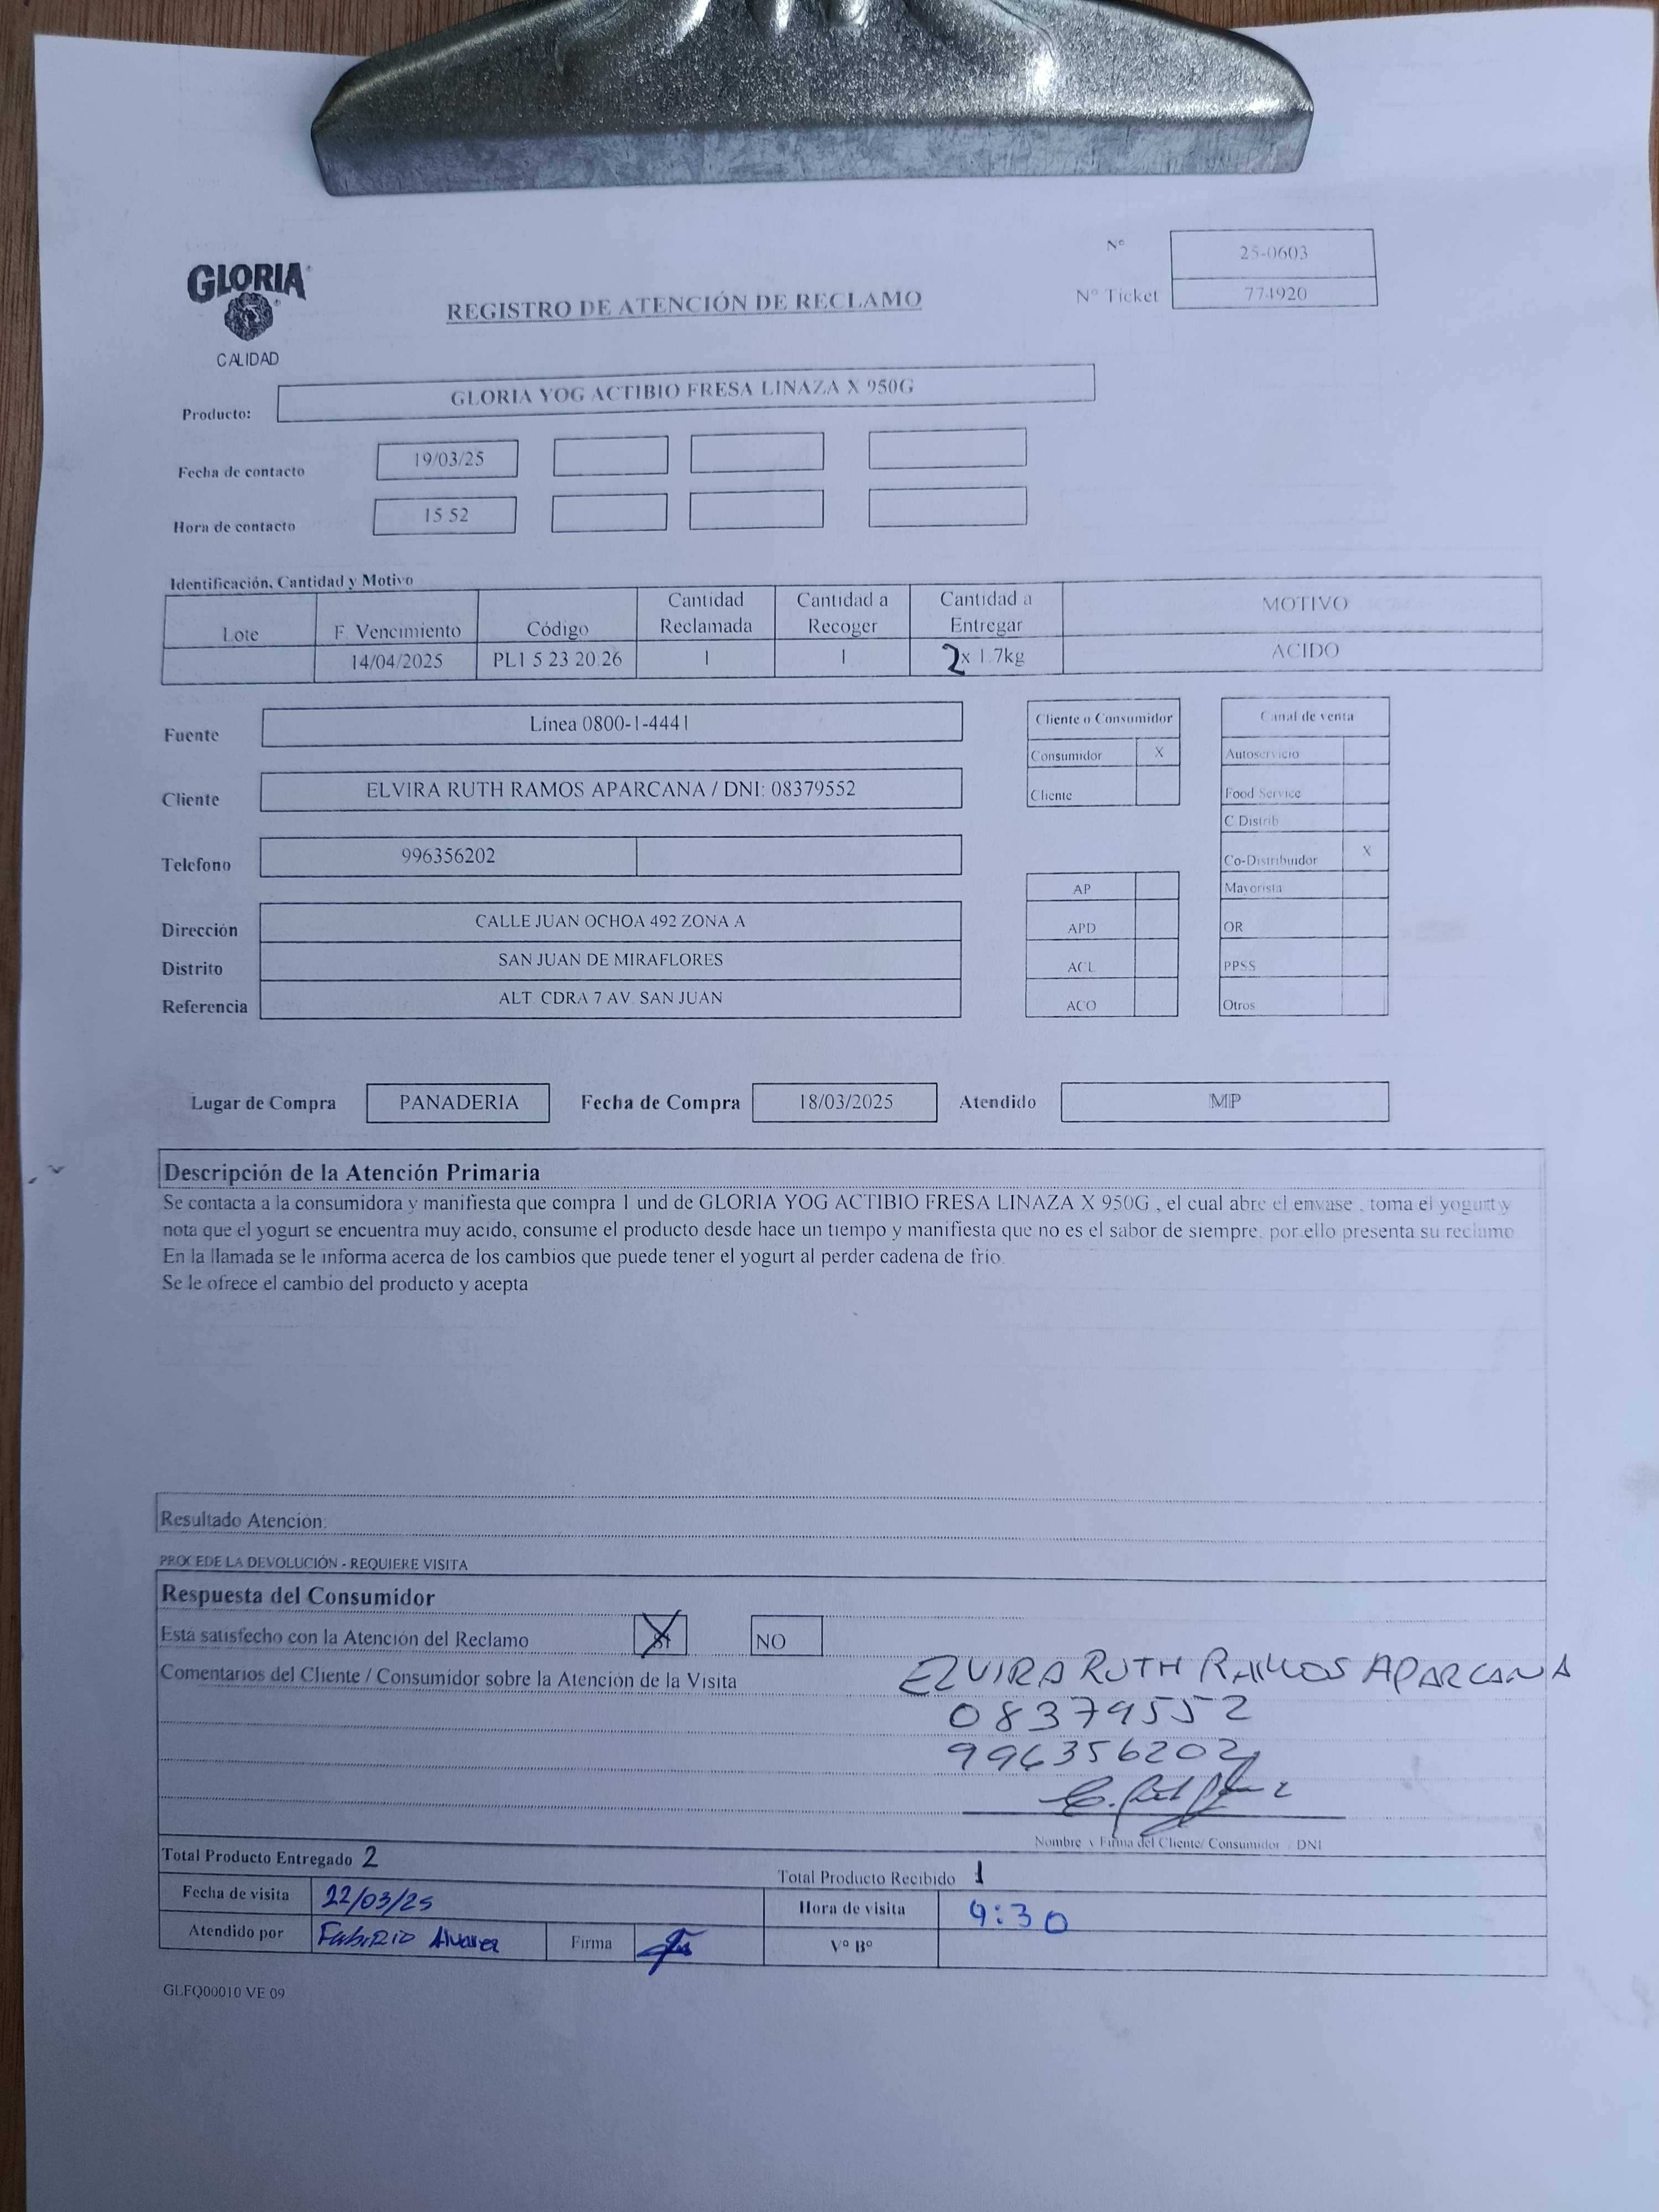 GLORIA
CALIDAD
REGISTRO DE ATENCIÓN DE RECLAMO
Nº 25-0603
Nº Ticket 774920
Producto: GLORIA YOG ACTIBIO FRESA LINAZA X 950G
Fecha de contacto 19/03/25
Hora de contacto 15 52
Identificación, Cantidad y Motivo
Lote F. Vencimiento Código Cantidad Reclamada Cantidad a Recoger Cantidad a Entregar MOTIVO
14/04/2025 PL1 5 23 20:26 1 1 2x 1.7kg ACIDO
Fuente Línea 0800-1-4441
Cliente ELVIRA RUTH RAMOS APARCANA / DNI: 08379552
Telefono 996356202
Dirección CALLE JUAN OCHOA 492 ZONA A
Distrito SAN JUAN DE MIRAFLORES
Referencia ALT. CDRA 7 AV. SAN JUAN
Cliente o Consumidor
Consumidor X
Cliente
AP
APD
ACL
ACO
Canal de venta
Autoservicio
Food Service
C Distrib
Co-Distribuidor X
Mayorista
OR
PPSS
Otros
Lugar de Compra PANADERIA Fecha de Compra 18/03/2025 Atendido MP
Descripción de la Atención Primaria
Se contacta a la consumidora y manifiesta que compra 1 und de GLORIA YOG ACTIBIO FRESA LINAZA X 950G , el cual abre el envase , toma el yogurt y
nota que el yogurt se encuentra muy acido, consume el producto desde hace un tiempo y manifiesta que no es el sabor de siempre, por ello presenta su reclamo
En la llamada se le informa acerca de los cambios que puede tener el yogurt al perder cadena de frio.
Se le ofrece el cambio del producto y acepta
Resultado Atencion:
PROCEDE LA DEVOLUCIÓN - REQUIERE VISITA
Respuesta del Consumidor
Está satisfecho con la Atención del Reclamo SI NO
Comentarios del Cliente / Consumidor sobre la Atención de la Visita
ELVIRA RUTH RAMOS APARCANA
08379552
996356202
Nombre y Firma del Cliente/ Consumidor / DNI
Total Producto Entregado 2
Total Producto Recibido 1
Fecha de visita 22/03/25 Hora de visita 9:30
Atendido por Fabrizio Alvarez Firma Vº Bº
GLFQ00010 VE 09